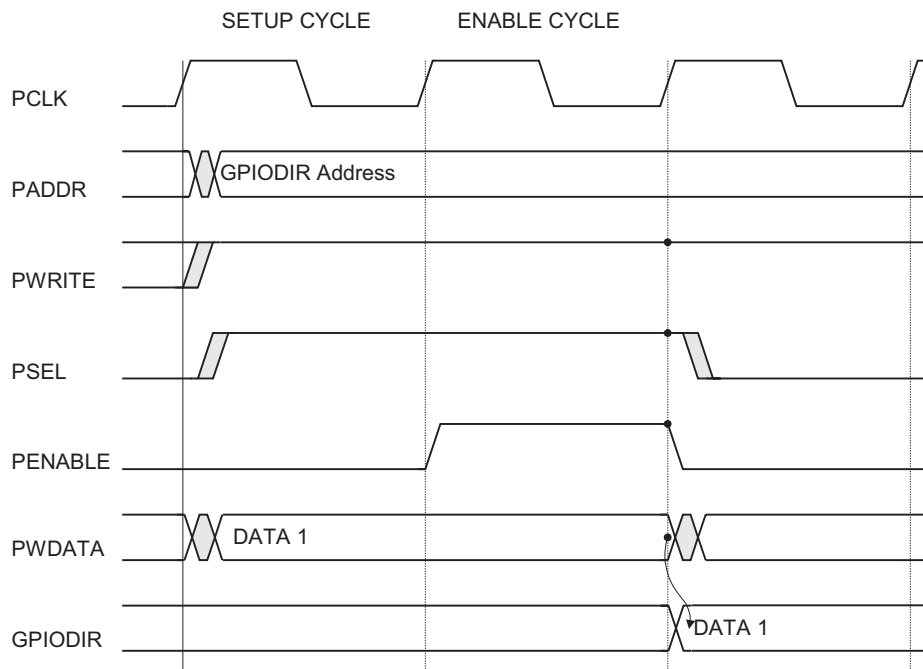 SETUP CYCLE ENABLE CYCLE
PCLK
GPIODIR Address
PADDR
PWRITE
PSEL
PENABLE
DATA 1
PWDATA
DATA 1
GPIODIR